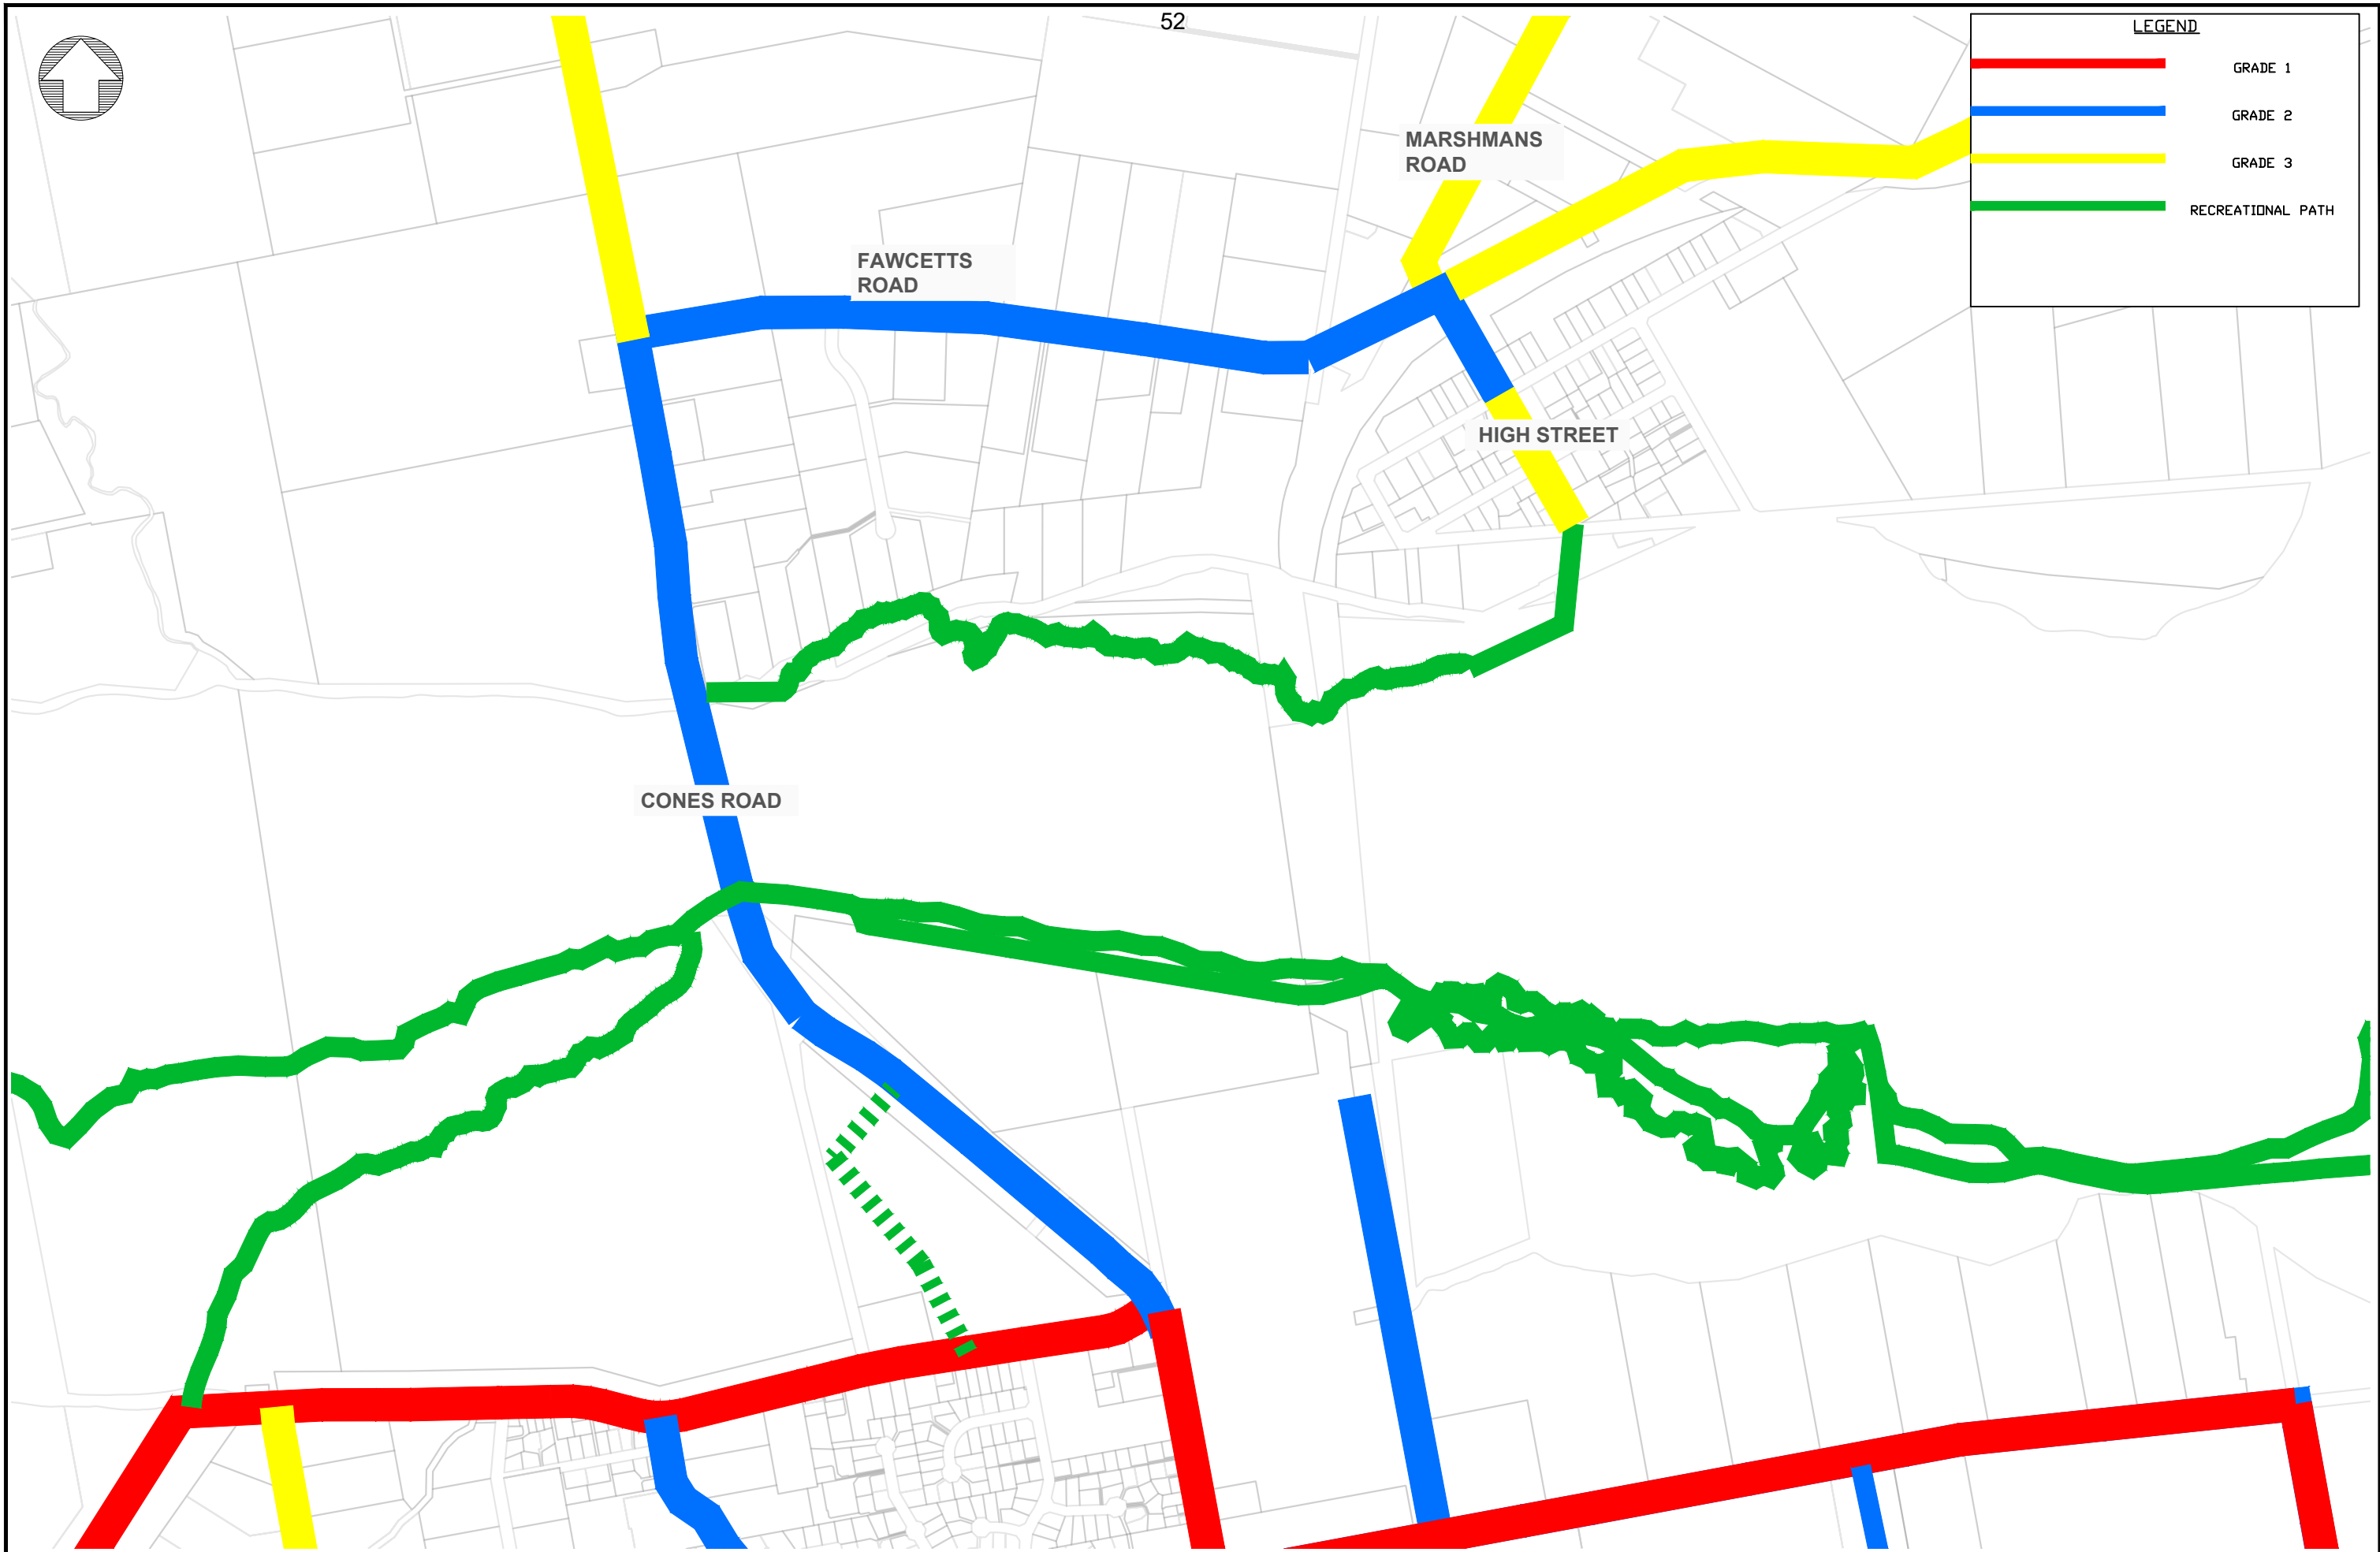 52
LEGEND
GRADE 1
GRADE 2
GRADE 3
RECREATIONAL PATH
MARSHMANS
ROAD
FAWCETTS
ROAD
HIGH STREET
CONES ROAD